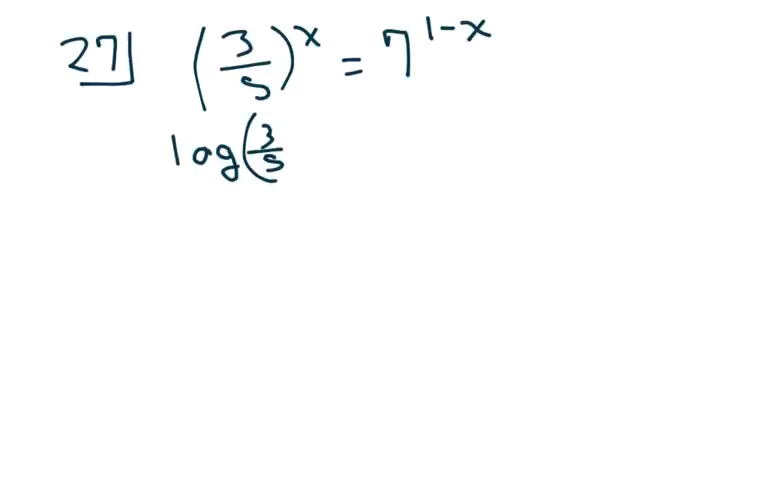 27 (3/5)^x = 7^(1-x)
log(3/5